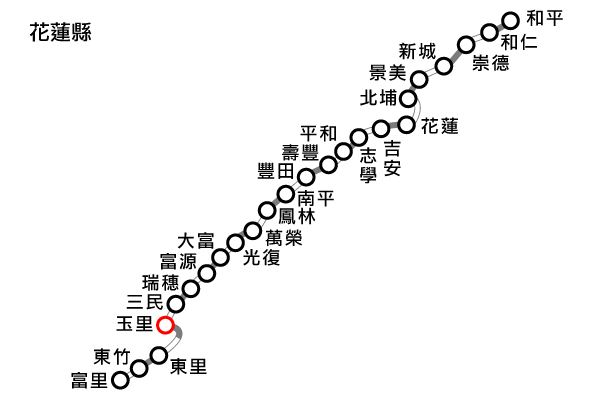 花蓮縣
和平
和仁
崇德
新城
景美
北埔
花蓮
吉安
志學
平和
壽豐
豐田
南平
鳳林
萬榮
光復
大富
富源
瑞穗
三民
玉里
東里
東竹
富里